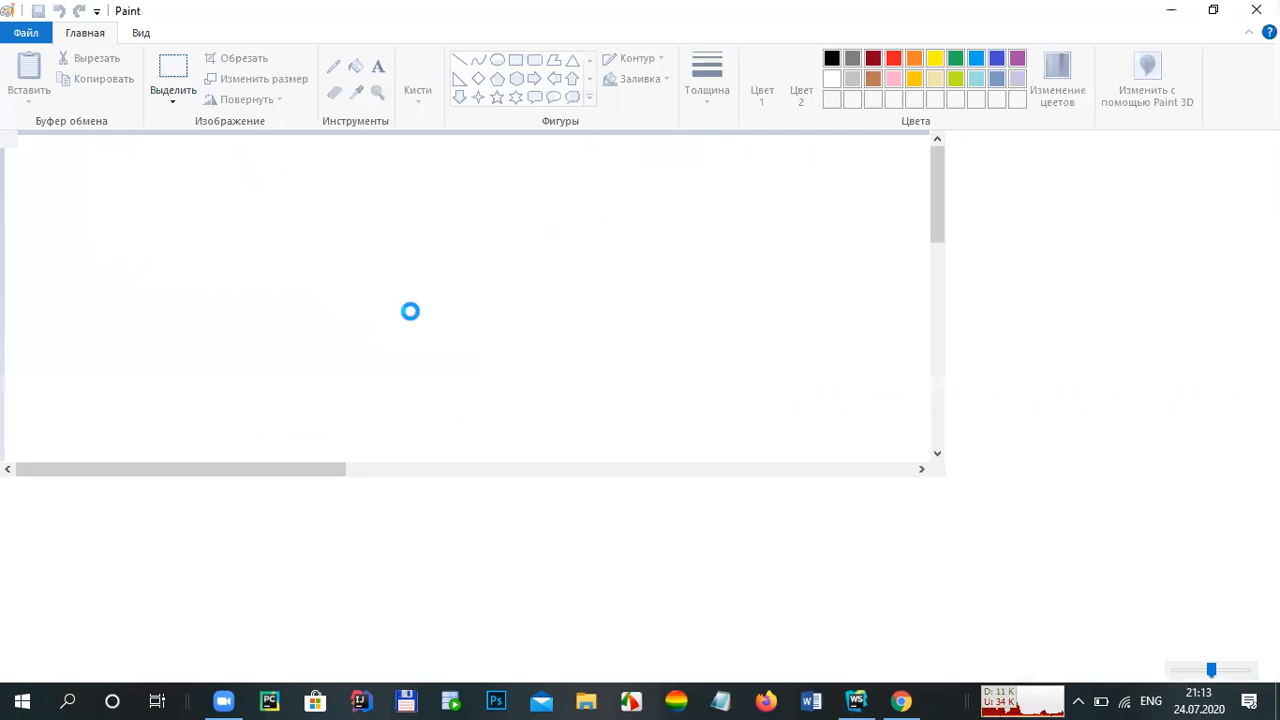 Paint
Файл Главная Вид
Вставить
Вырезать
Копировать
Буфер обмена
Выделить
Обрезать
Изменить размер
Повернуть
Изображение
Инструменты
Кисти
Контур
Заливка
Фигуры
Толщина
Цвет
1
Цвет
2
Изменение
цветов
Цвета
Изменить с
помощью Paint 3D
D: 11 K
U: 34 K
ENG
21:13
24.07.2020